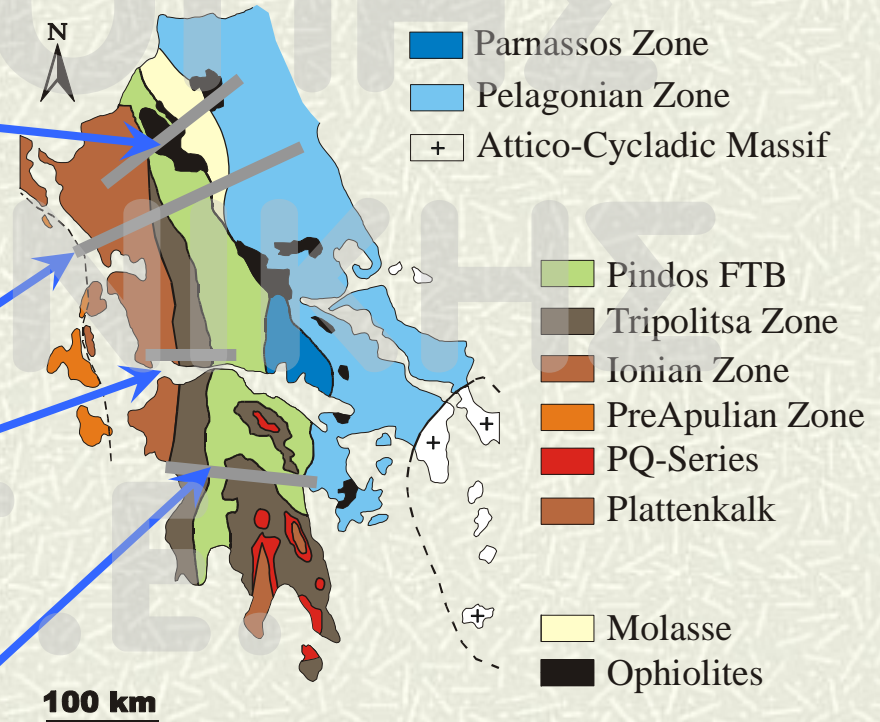 N
Parnassos Zone
Pelagonian Zone
+ Attico-Cycladic Massif
Pindos FTB
Tripolitsa Zone
Ionian Zone
PreApulian Zone
PQ-Series
Plattenkalk
Molasse
Ophiolites
+
+
+
100 km